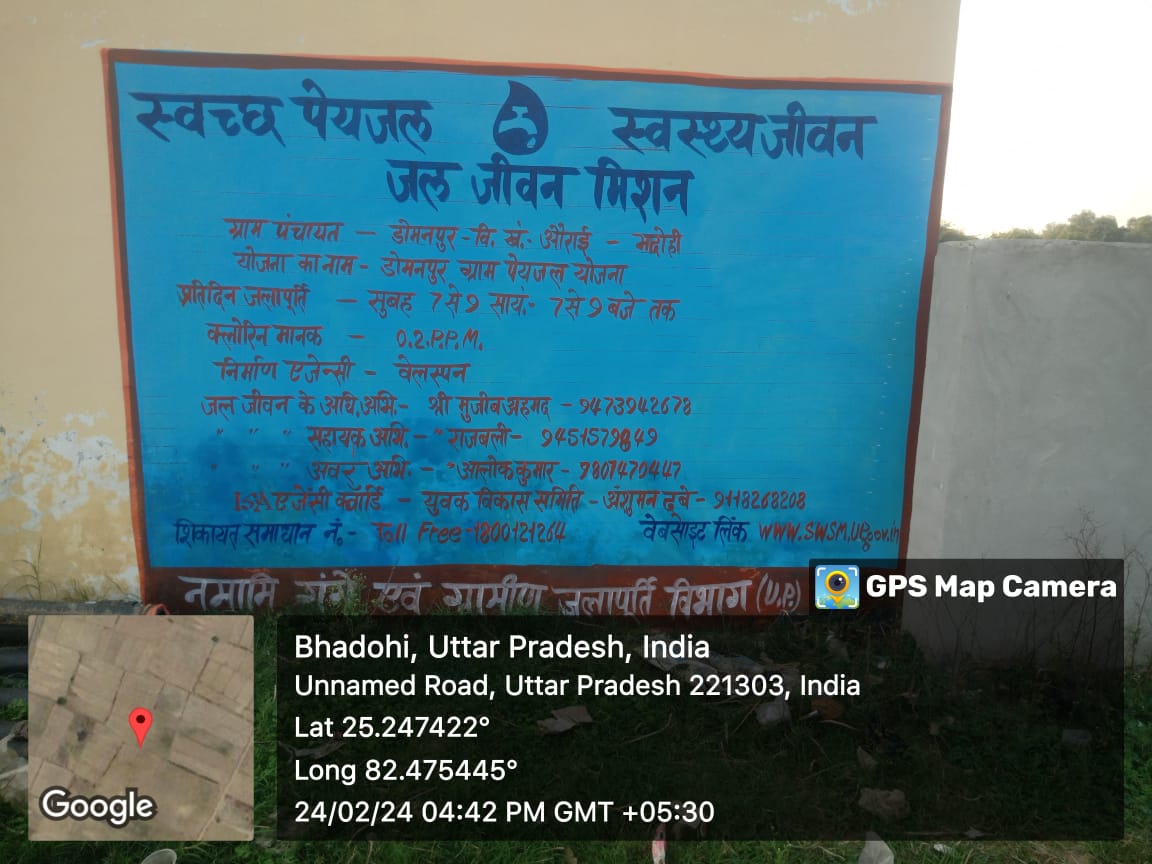 स्वच्छ पेयजल स्वस्थ्य जीवन
जल जीवन मिशन
ग्राम पंचायत - डोमनपुर - वि. खं.- औराई - भदोही
योजना का नाम - डोमनपुर ग्राम पेयजल योजना
प्रतिदिन जलापूर्ति - सुबह 7 से 9 सायं:- 7 से 9 बजे तक
क्लोरिन मानक - 0.2.P.P.M.
निर्माण एजेन्सी - वेलस्पन
जल जीवन के अधि.अभि.- श्री मुजीब अहमद - 9473942678
" " " सहायक अभि.- " राजबली - 9451579849
" " " अवर अभि. - " आलोक कुमार - 9807470447
ISA एजेंसी क्वार्डि - युवक विकास समिति - अंशुमन दूबे - 9118268208
शिकायत समाधान नं.- Toll Free - 1800121264 वेबसाइट लिंक www.SWSM.UP.gov.in
नमामि गंगे एवं ग्रामीण जलापूर्ति विभाग (U.P.)
GPS Map Camera
Bhadohi, Uttar Pradesh, India
Unnamed Road, Uttar Pradesh 221303, India
Lat 25.247422°
Long 82.475445°
24/02/24 04:42 PM GMT +05:30
Google